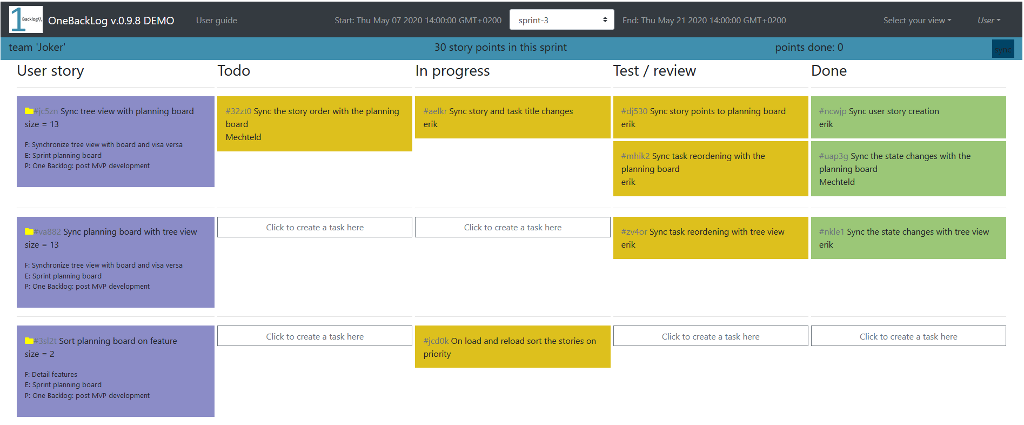 1 Backlog
OneBackLog v.0.9.8 DEMO
User guide
Start: Thu May 07 2020 14:00:00 GMT+0200
sprint-3
End: Thu May 21 2020 14:00:00 GMT+0200
Select your view
User
team 'Joker'
30 story points in this sprint
points done: 0
sync
User story
Todo
In progress
Test / review
Done
Sync tree view with planning board
size = 13
F: Synchronize tree view with board and visa versa
E: Sprint planning board
P: One Backlog: post MVP development
#32zt0 Sync the story order with the planning
board
Mechteld
#aelkr Sync story and task title changes
erik
#dj530 Sync story points to planning board
erik
#mhik2 Sync task reordering with the
planning board
erik
#ncwjp Sync user story creation
erik
#uap3g Sync the state changes with the
planning board
Mechteld
Sync planning board with tree view
size = 13
F: Synchronize tree view with board and visa versa
E: Sprint planning board
P: One Backlog: post MVP development
Click to create a task here
Click to create a task here
#zv4or Sync task reordering with tree view
erik
#nkle1 Sync the state changes with tree view
erik
Sort planning board on feature
size = 2
F: Detail features
E: Sprint planning board
P: One Backlog: post MVP development
Click to create a task here
#jcd0k On load and reload sort the stories on
priority
Click to create a task here
Click to create a task here